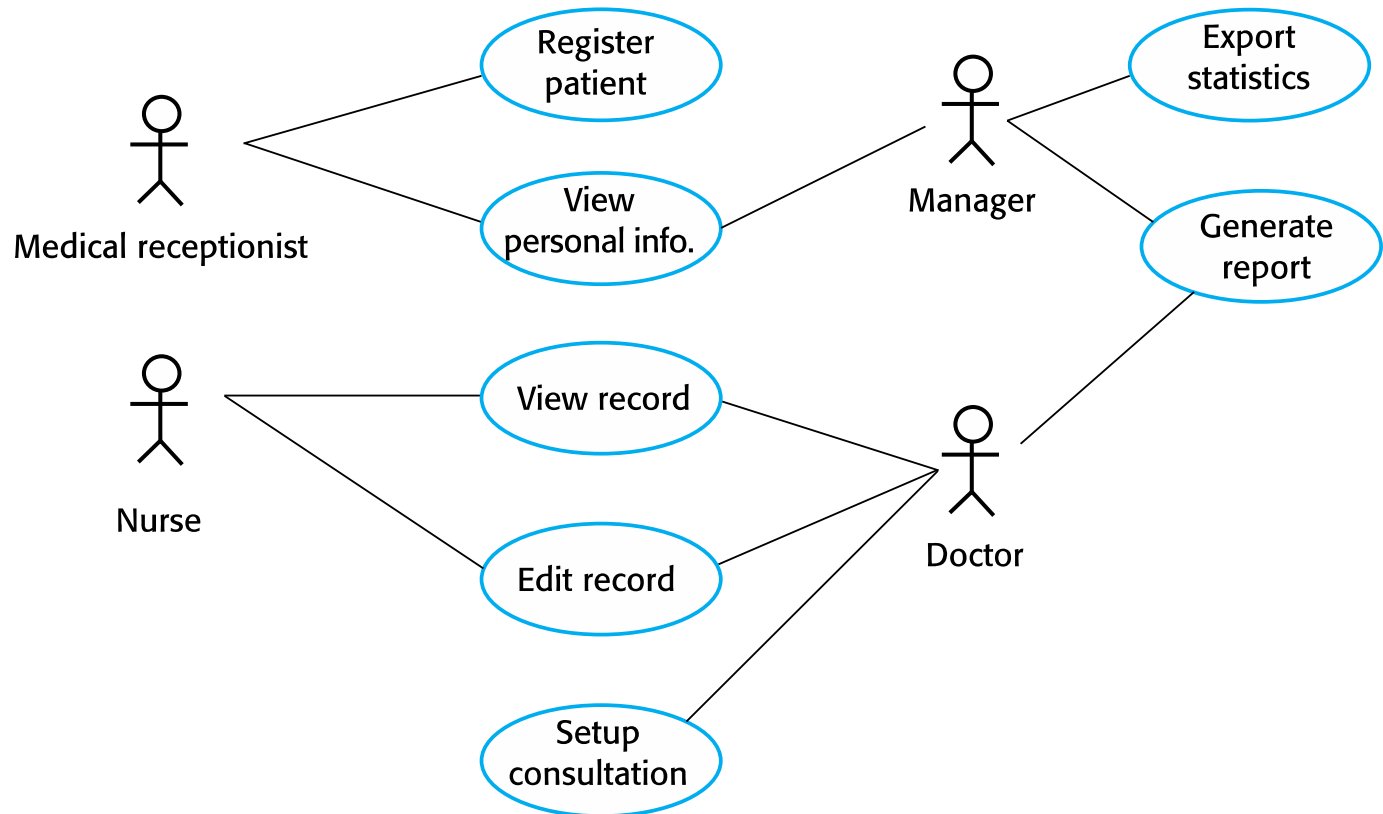 Register
patient
Export
statistics
Medical receptionist
View
personal info.
Manager
Generate
report
Nurse
View record
Edit record
Doctor
Setup
consultation